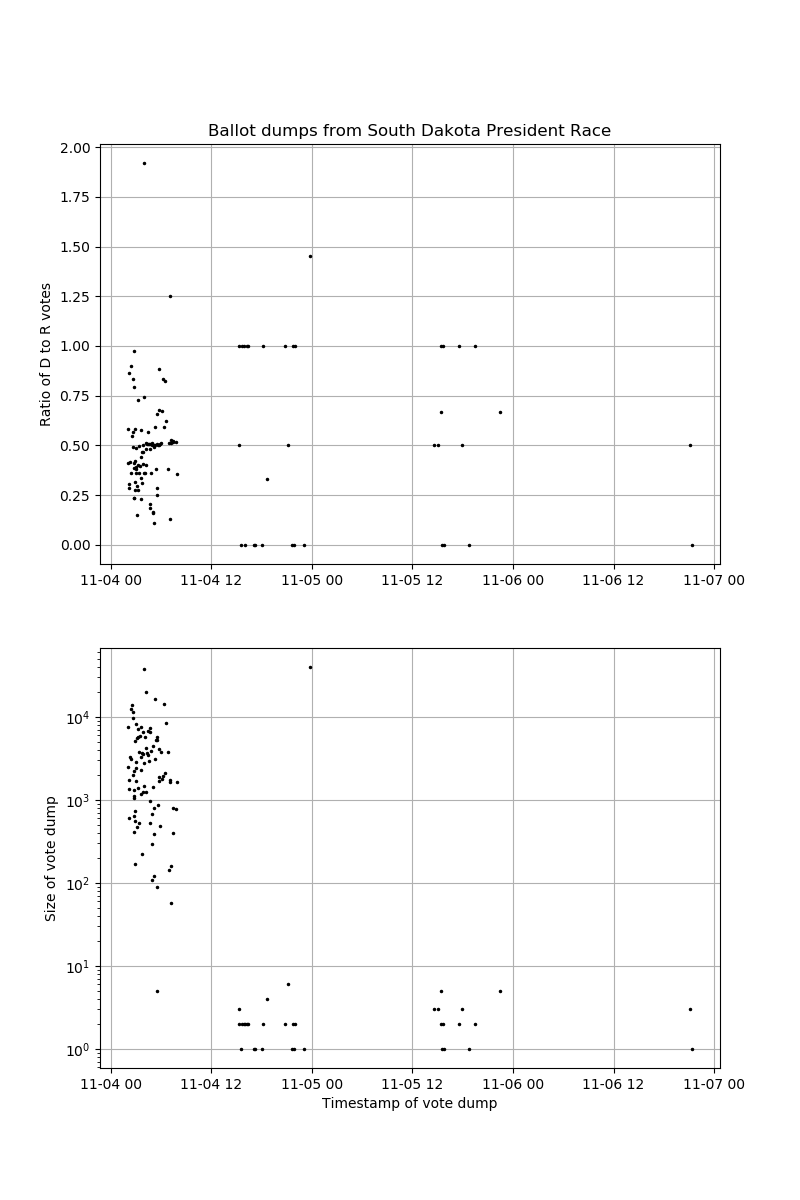 Ballot dumps from South Dakota President Race
2.00
1.75
1.50
1.25
1.00
0.75
0.50
0.25
0.00
Ratio of D to R votes
11-04 00 11-04 12 11-05 00 11-05 12 11-06 00 11-06 12 11-07 00
10⁴
10³
10²
10¹
10⁰
Size of vote dump
11-04 00 11-04 12 11-05 00 11-05 12 11-06 00 11-06 12 11-07 00
Timestamp of vote dump